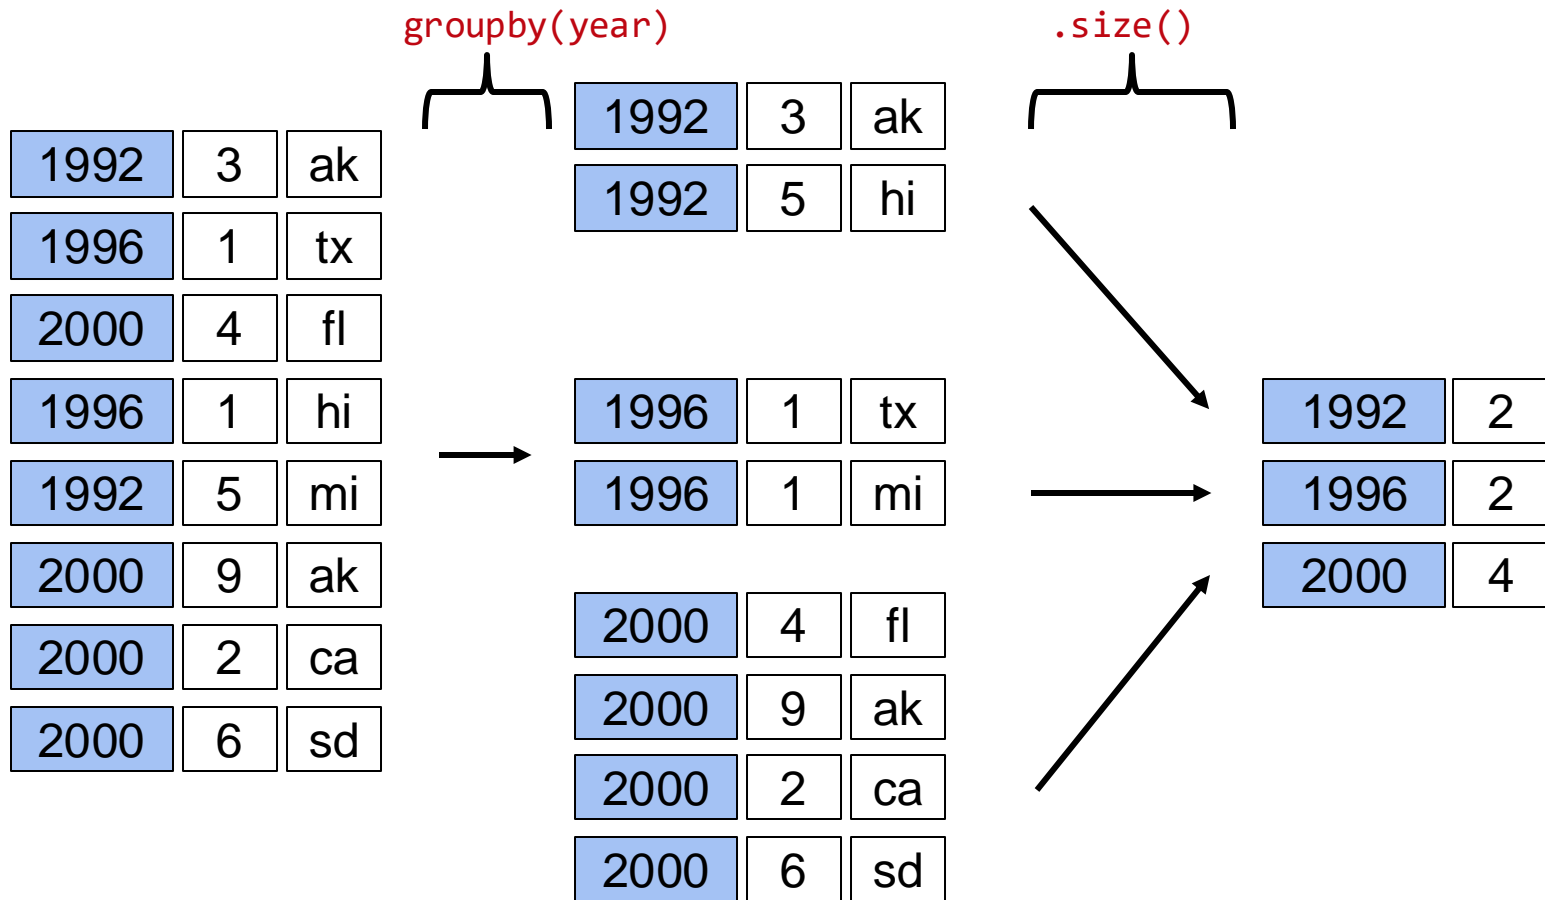 groupby(year) .size()
1992 3 ak
1996 1 tx
2000 4 fl
1996 1 hi
1992 5 mi
2000 9 ak
2000 2 ca
2000 6 sd
1992 3 ak
1992 5 hi
1996 1 tx
1996 1 mi
2000 4 fl
2000 9 ak
2000 2 ca
2000 6 sd
1992 2
1996 2
2000 4